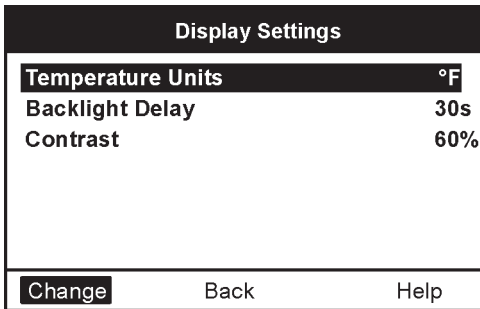 Display Settings
Temperature Units °F
Backlight Delay 30s
Contrast 60%
Change Back Help